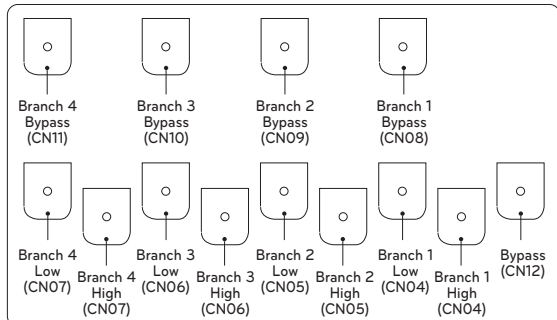 Branch 4
Bypass
(CN11)
Branch 3
Bypass
(CN10)
Branch 2
Bypass
(CN09)
Branch 1
Bypass
(CN08)
Branch 4
Low
(CN07)
Branch 4
High
(CN07)
Branch 3
Low
(CN06)
Branch 3
High
(CN06)
Branch 2
Low
(CN05)
Branch 2
High
(CN05)
Branch 1
Low
(CN04)
Branch 1
High
(CN04)
Bypass
(CN12)